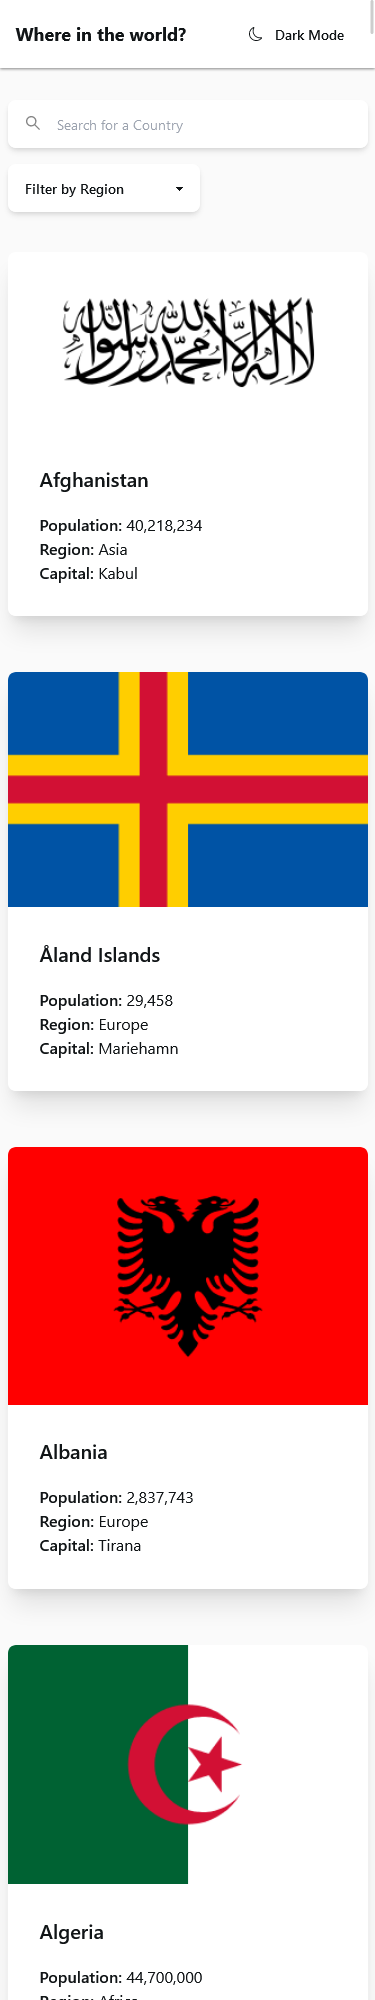 Where in the world?
Dark Mode
Search for a Country
Filter by Region
لا إله إلا الله محمد رسول الله
Afghanistan
Population: 40,218,234
Region: Asia
Capital: Kabul
Åland Islands
Population: 29,458
Region: Europe
Capital: Mariehamn
Albania
Population: 2,837,743
Region: Europe
Capital: Tirana
Algeria
Population: 44,700,000
Region: Africa